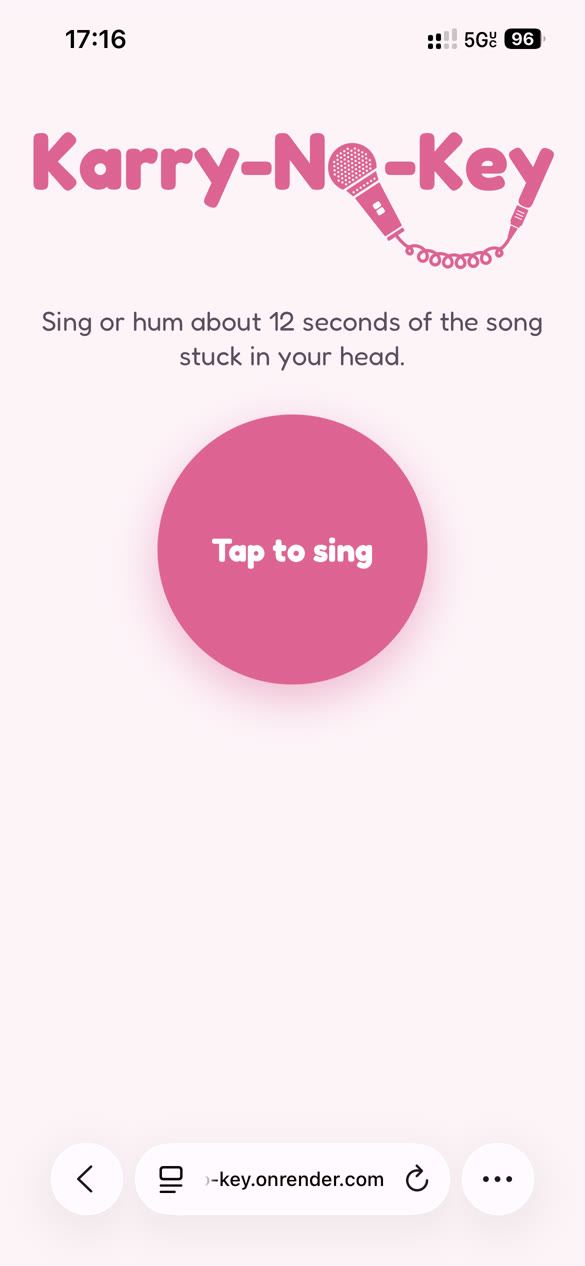 17:16
5G UC 96
Karry-No-Key
Sing or hum about 12 seconds of the song
stuck in your head.
Tap to sing
-key.onrender.com